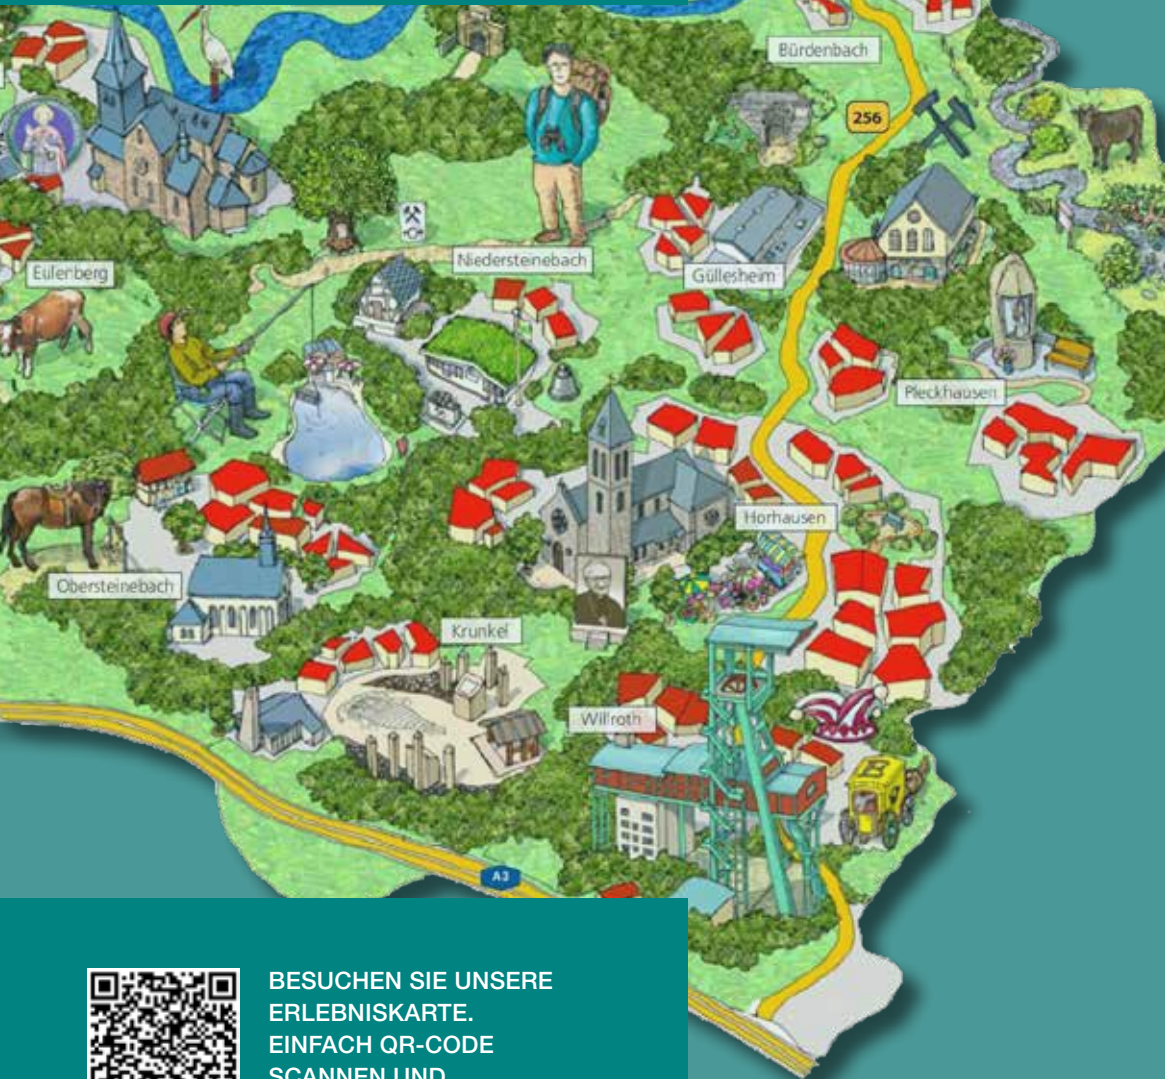 Bürdenbach
256
Eulenberg
Niedersteinebach
Güllesheim
Pleckhausen
Horhausen
Obersteinebach
Krunkel
Willroth
B
A3
BESUCHEN SIE UNSERE
ERLEBNISKARTE.
EINFACH QR-CODE
SCANNEN UND